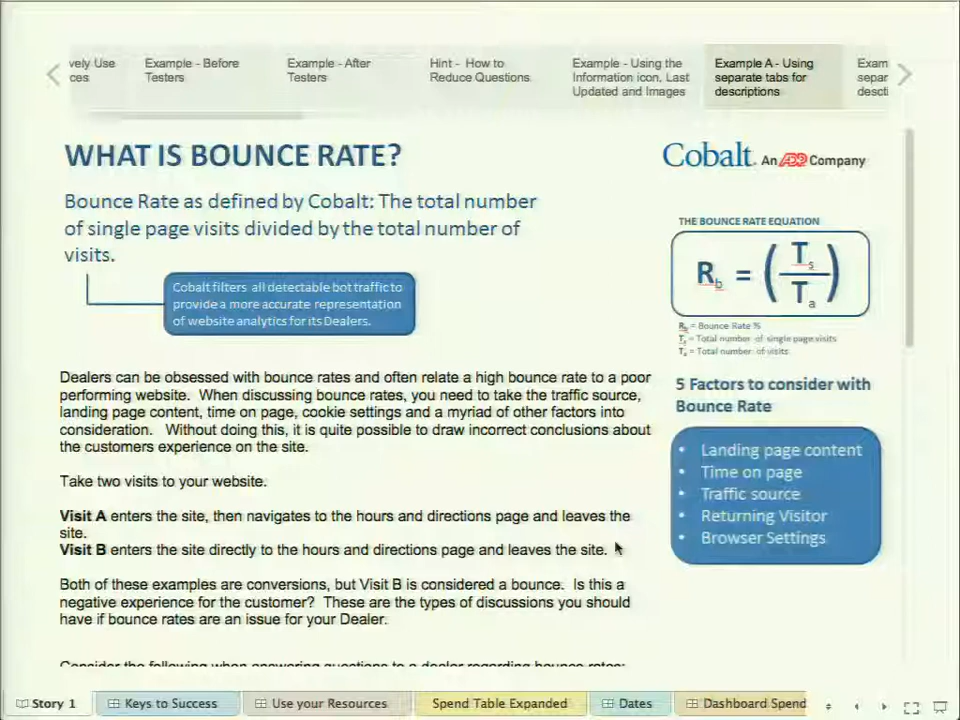 vely Use
ces
Example - Before
Testers
Example - After
Testers
Hint - How to
Reduce Questions
Example - Using the
Information icon, Last
Updated and Images
Example A - Using
separate tabs for
descriptions
Exam
separ
descti
WHAT IS BOUNCE RATE?
Cobalt. An ADP Company
Bounce Rate as defined by Cobalt: The total number
of single page visits divided by the total number of
visits.
Cobalt filters all detectable bot traffic to
provide a more accurate representation
of website analytics for its Dealers.
THE BOUNCE RATE EQUATION
Rb = (Ts/Ta)
Rb = Bounce Rate %
Ts = Total number of single page visits
Ta = Total number of visits
Dealers can be obsessed with bounce rates and often relate a high bounce rate to a poor
performing website. When discussing bounce rates, you need to take the traffic source,
landing page content, time on page, cookie settings and a myriad of other factors into
consideration. Without doing this, it is quite possible to draw incorrect conclusions about
the customers experience on the site.
Take two visits to your website.
Visit A enters the site, then navigates to the hours and directions page and leaves the
site.
Visit B enters the site directly to the hours and directions page and leaves the site.
Both of these examples are conversions, but Visit B is considered a bounce. Is this a
negative experience for the customer? These are the types of discussions you should
have if bounce rates are an issue for your Dealer.
Consider the following when answering questions to a dealer regarding bounce rates:
5 Factors to consider with
Bounce Rate
• Landing page content
• Time on page
• Traffic source
• Returning Visitor
• Browser Settings
Story 1
Keys to Success
Use your Resources
Spend Table Expanded
Dates
Dashboard Spend